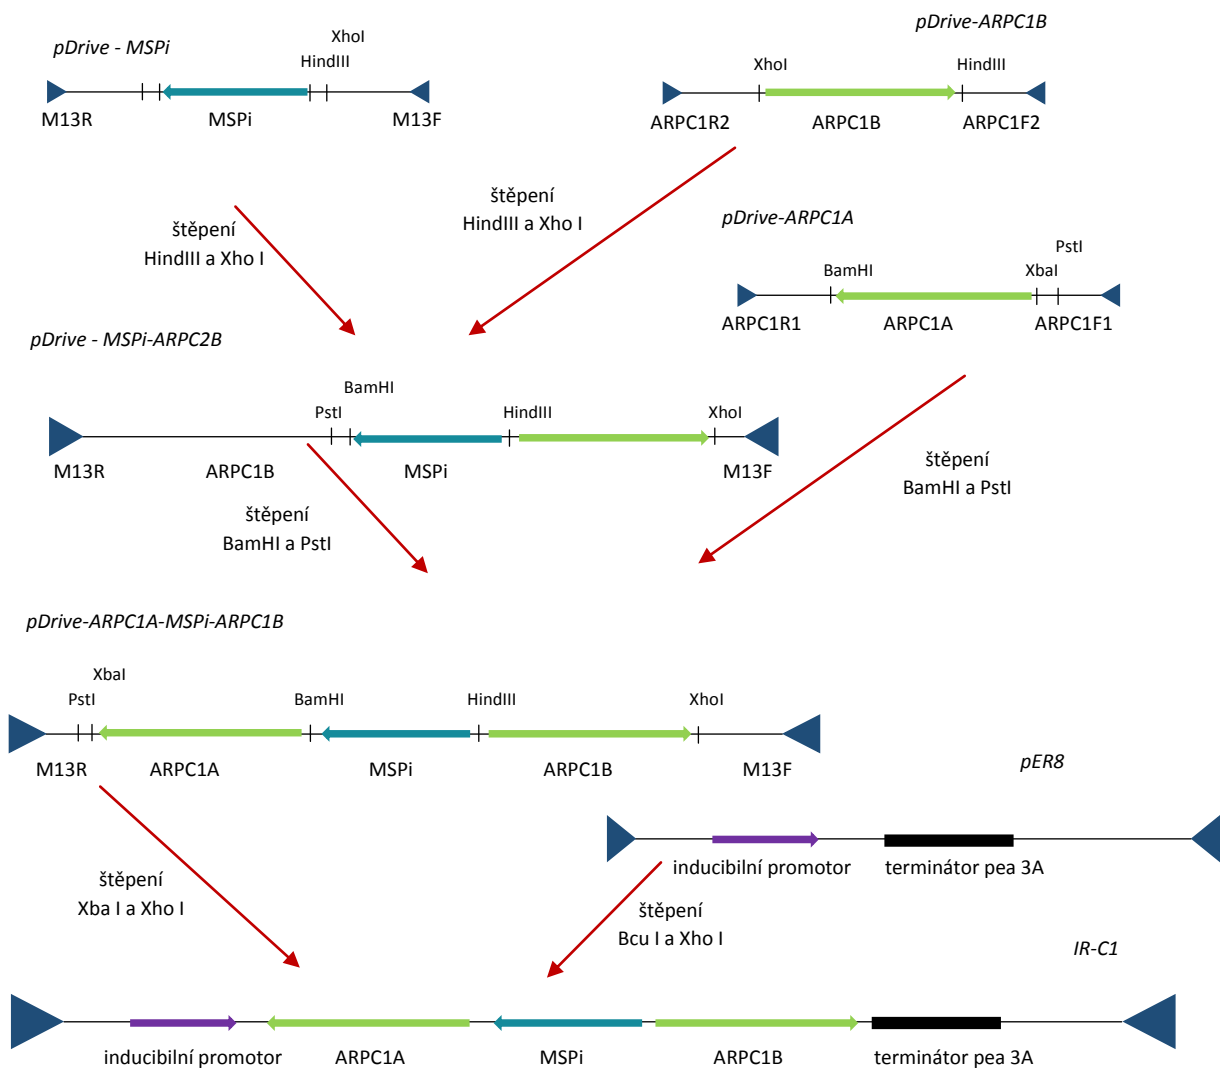 pDrive - MSPi
XhoI
HindIII
M13R
MSPi
M13F
pDrive-ARPC1B
XhoI
HindIII
ARPC1R2
ARPC1B
ARPC1F2
štěpení
HindIII a Xho I
štěpení
HindIII a Xho I
pDrive-ARPC1A
PstI
BamHI
XbaI
ARPC1R1
ARPC1A
ARPC1F1
pDrive - MSPi-ARPC2B
BamHI
PstI
HindIII
XhoI
M13R
ARPC1B
MSPi
M13F
štěpení
BamHI a PstI
štěpení
BamHI a PstI
pDrive-ARPC1A-MSPi-ARPC1B
XbaI
PstI
BamHI
HindIII
XhoI
M13R
ARPC1A
MSPi
ARPC1B
M13F
pER8
inducibilní promotor
terminátor pea 3A
štěpení
Xba I a Xho I
štěpení
Bcu I a Xho I
IR-C1
inducibilní promotor
ARPC1A
MSPi
ARPC1B
terminátor pea 3A